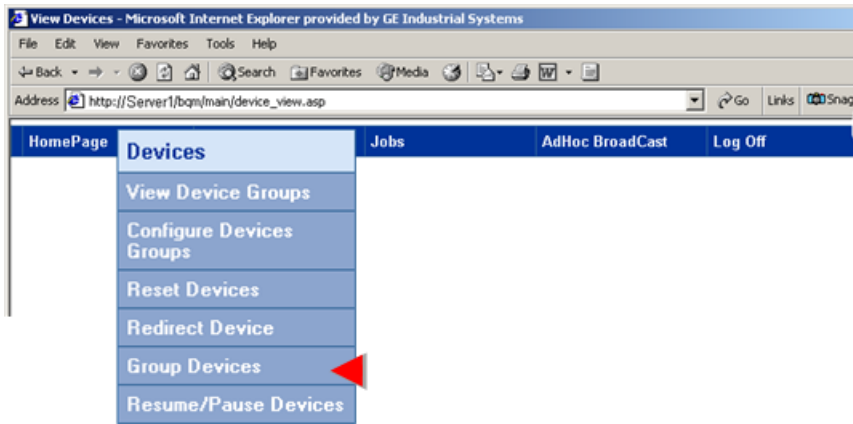 View Devices - Microsoft Internet Explorer provided by GE Industrial Systems
File Edit View Favorites Tools Help
Back Search Favorites Media
Address http://Server1/bqm/main/device_view.asp Go Links Snag
HomePage Devices Jobs AdHoc BroadCast Log Off
View Device Groups
Configure Devices
Groups
Reset Devices
Redirect Device
Group Devices
Resume/Pause Devices